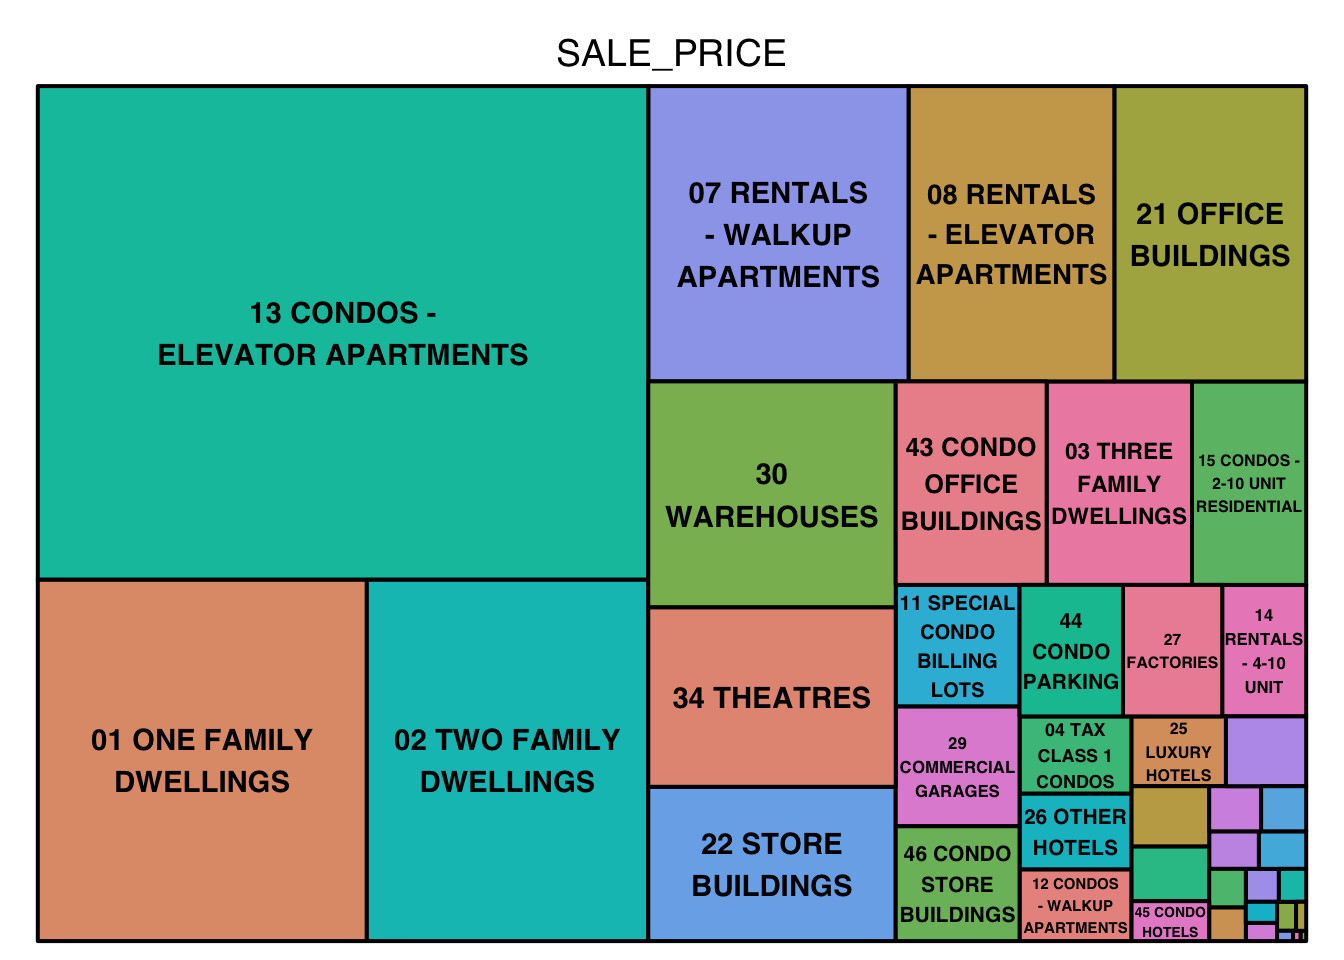 SALE_PRICE
13 CONDOS -
ELEVATOR APARTMENTS
01 ONE FAMILY
DWELLINGS
02 TWO FAMILY
DWELLINGS
07 RENTALS
- WALKUP
APARTMENTS
08 RENTALS
- ELEVATOR
APARTMENTS
21 OFFICE
BUILDINGS
30
WAREHOUSES
34 THEATRES
22 STORE
BUILDINGS
43 CONDO
OFFICE
BUILDINGS
03 THREE
FAMILY
DWELLINGS
15 CONDOS -
2-10 UNIT
RESIDENTIAL
11 SPECIAL
CONDO
BILLING
LOTS
29
COMMERCIAL
GARAGES
46 CONDO
STORE
BUILDINGS
44
CONDO
PARKING
27
FACTORIES
14
RENTALS
- 4-10
UNIT
04 TAX
CLASS 1
CONDOS
25
LUXURY
HOTELS
26 OTHER
HOTELS
12 CONDOS
- WALKUP
APARTMENTS
45 CONDO
HOTELS